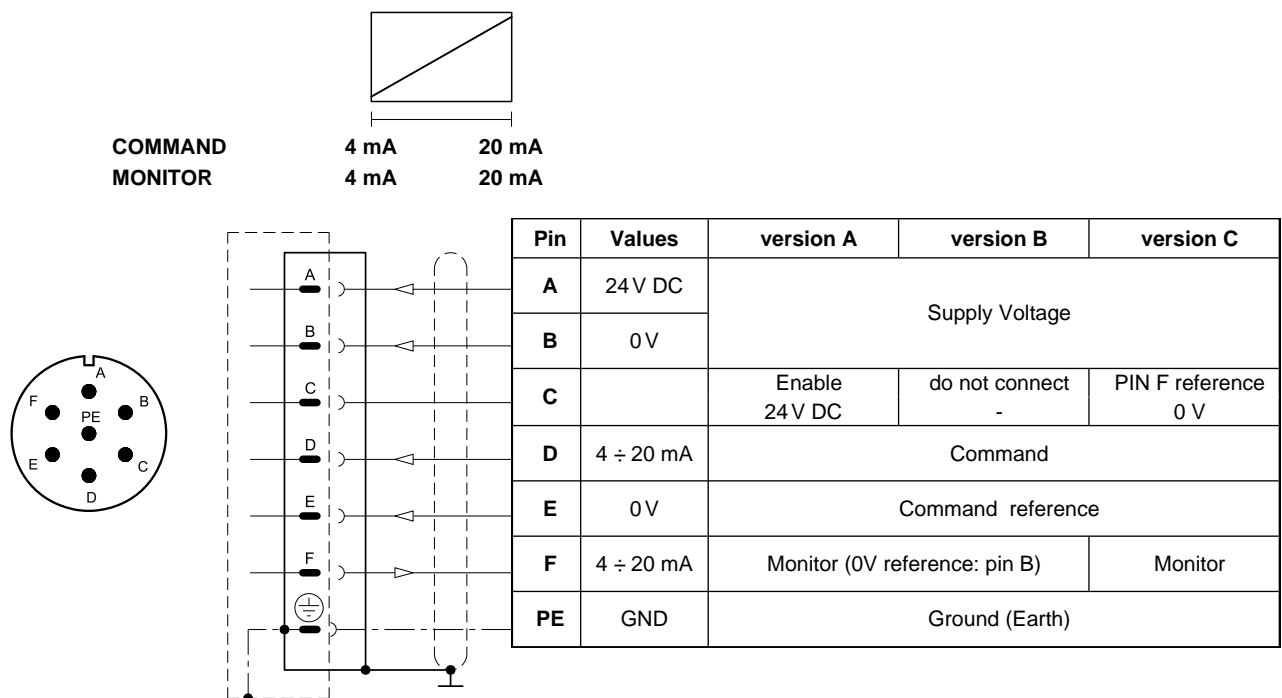 COMMAND 4 mA 20 mA
MONITOR 4 mA 20 mA
A
F
B
PE
E
C
D
A
B
C
D
E
F
Pin Values version A version B version C
A 24 V DC
Supply Voltage
B 0 V
C Enable do not connect PIN F reference
24 V DC - 0 V
D 4 ÷ 20 mA Command
E 0 V Command reference
F 4 ÷ 20 mA Monitor (0V reference: pin B) Monitor
PE GND Ground (Earth)